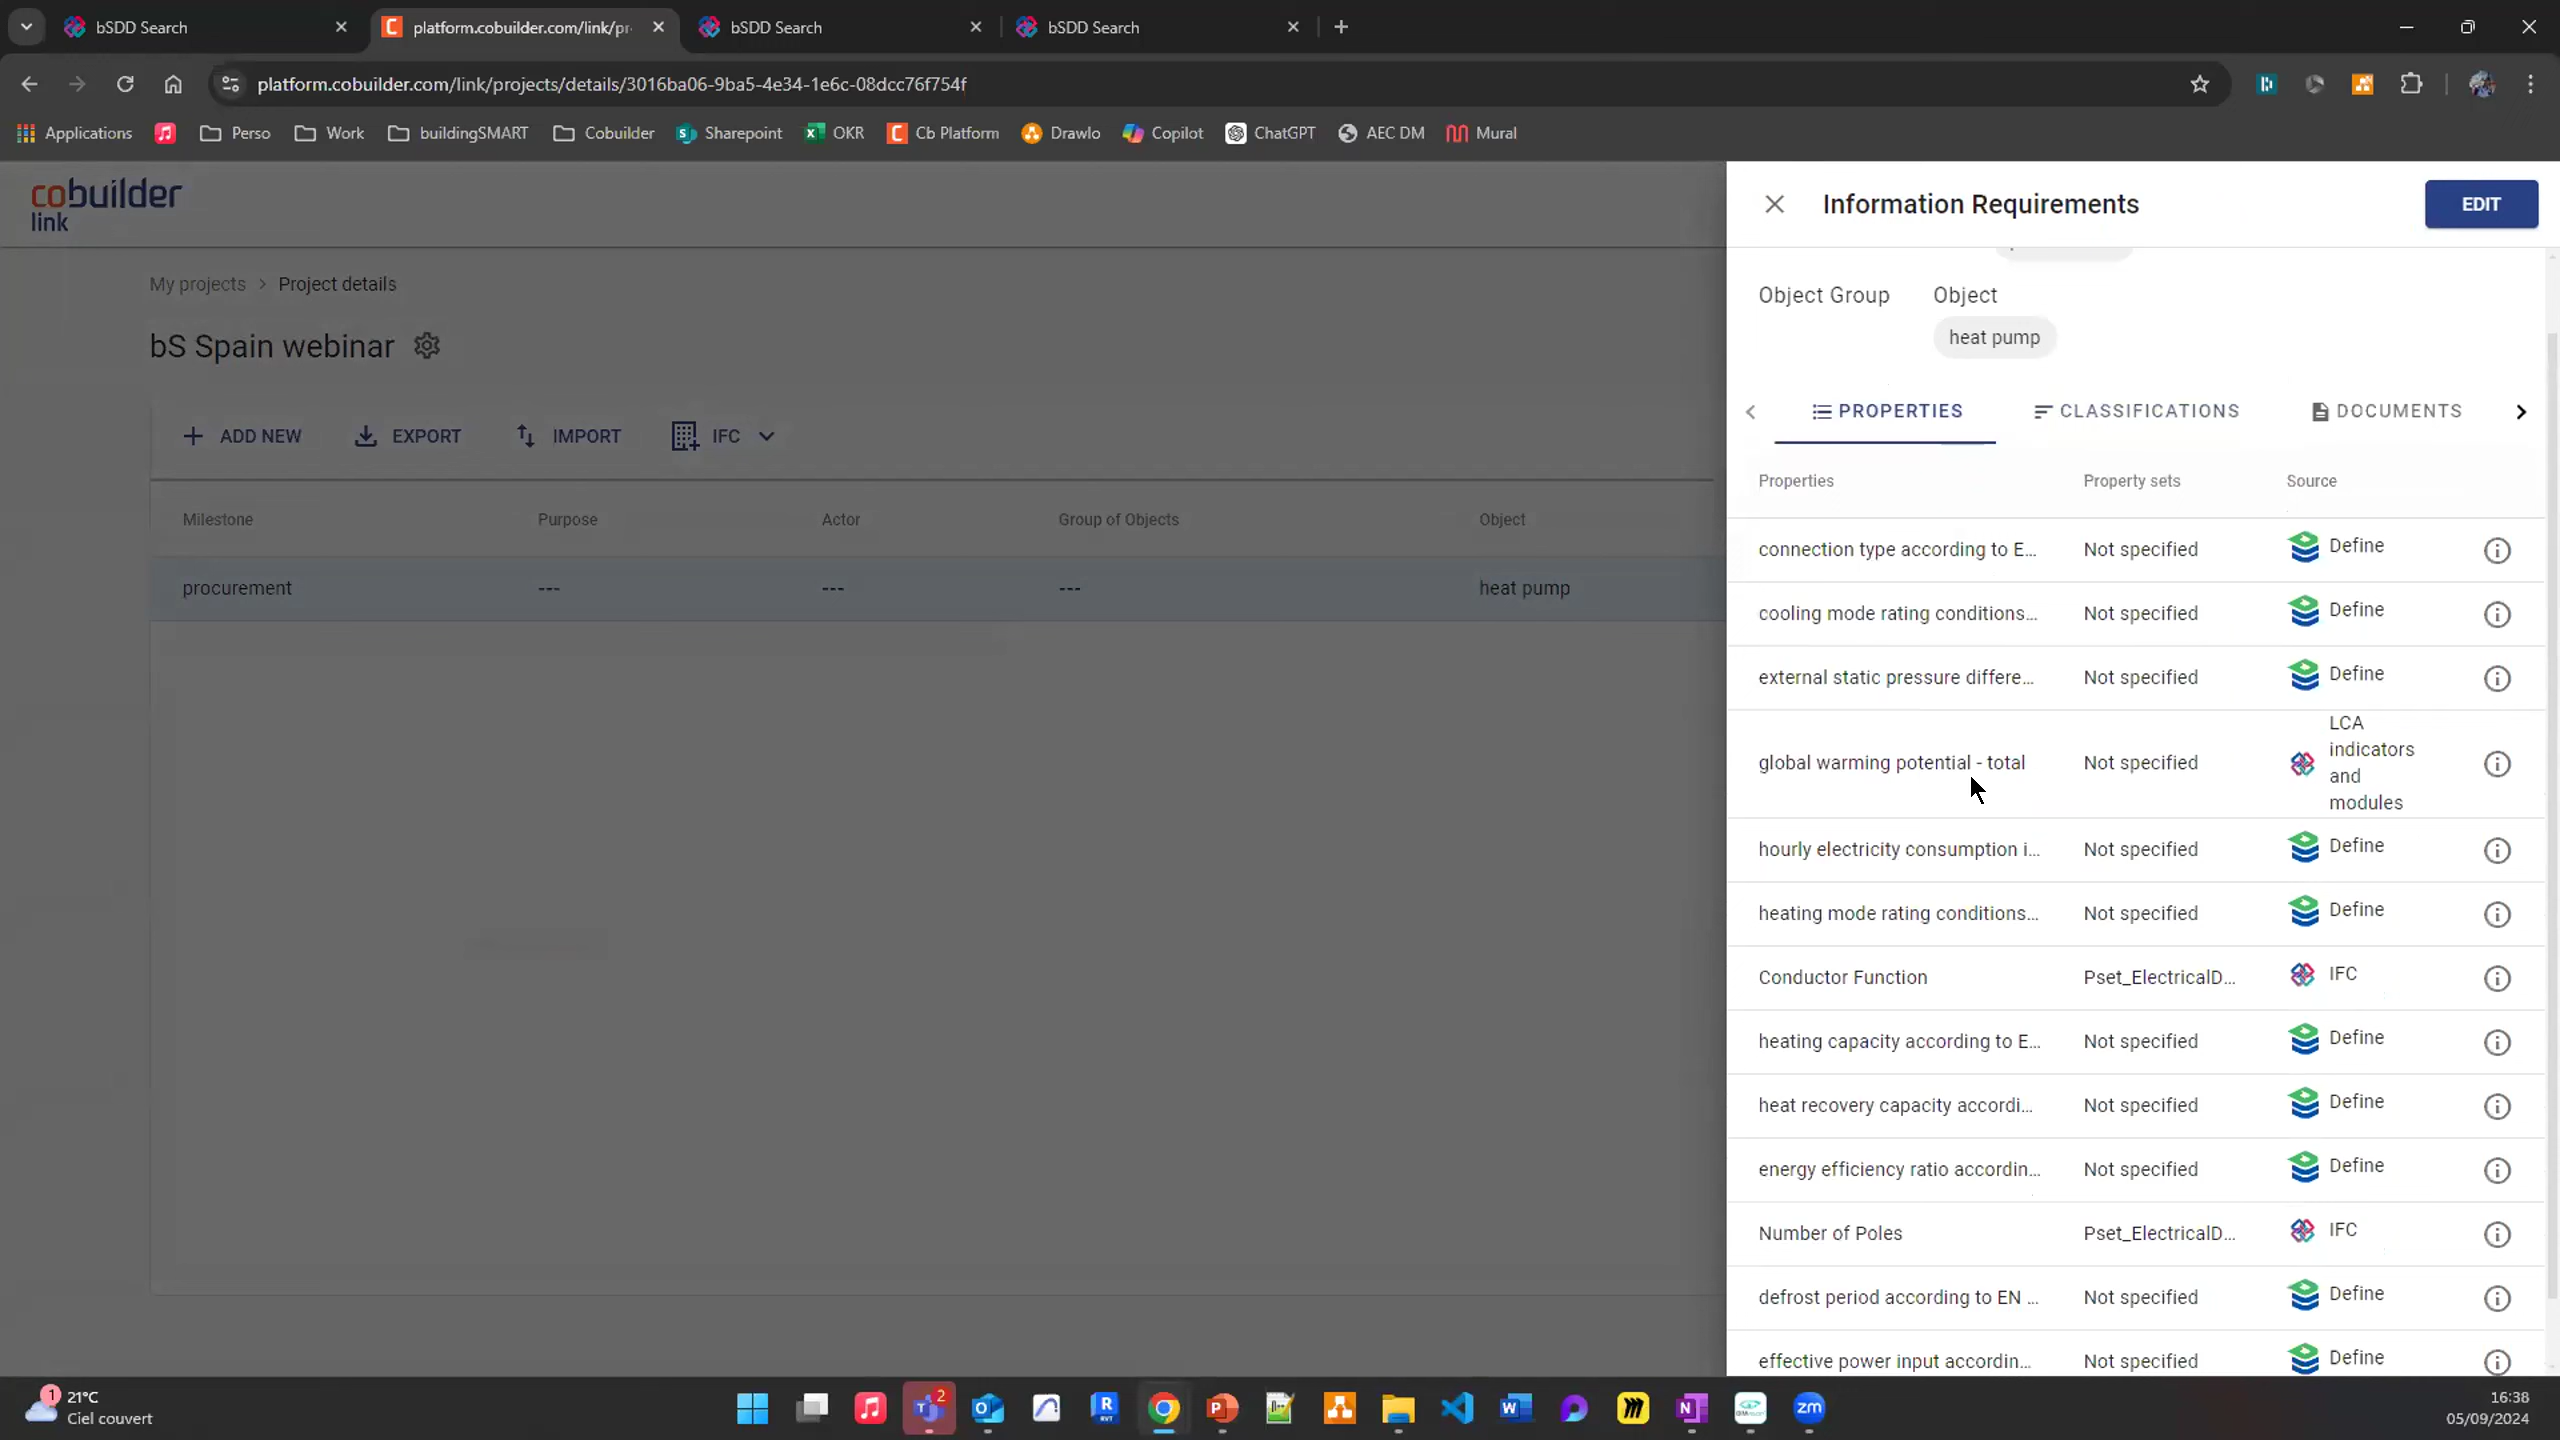 bSDD Search
platform.cobuilder.com/link/pr
bSDD Search
bSDD Search
platform.cobuilder.com/link/projects/details/3016ba06-9ba5-4e34-1e6c-08dcc76f754f
Applications
Perso
Work
buildingSMART
Cobuilder
Sharepoint
OKR
Cb Platform
Drawlo
Copilot
ChatGPT
AEC DM
Mural
cobuilder
link
My projects > Project details
bS Spain webinar
ADD NEW
EXPORT
IMPORT
IFC
Milestone
Purpose
Actor
Group of Objects
Object
procurement
---
---
---
heat pump
Information Requirements
EDIT
Object Group
Object
heat pump
PROPERTIES
CLASSIFICATIONS
DOCUMENTS
Properties
Property sets
Source
connection type according to E...
Not specified
Define
cooling mode rating conditions...
Not specified
Define
external static pressure differe...
Not specified
Define
global warming potential - total
Not specified
LCA
indicators
and
modules
hourly electricity consumption i...
Not specified
Define
heating mode rating conditions...
Not specified
Define
Conductor Function
Pset_ElectricalD...
IFC
heating capacity according to E...
Not specified
Define
heat recovery capacity accordi...
Not specified
Define
energy efficiency ratio accordin...
Not specified
Define
Number of Poles
Pset_ElectricalD...
IFC
defrost period according to EN ...
Not specified
Define
effective power input accordin...
Not specified
Define
1
21°C
Ciel couvert
2
zm
16:38
05/09/2024